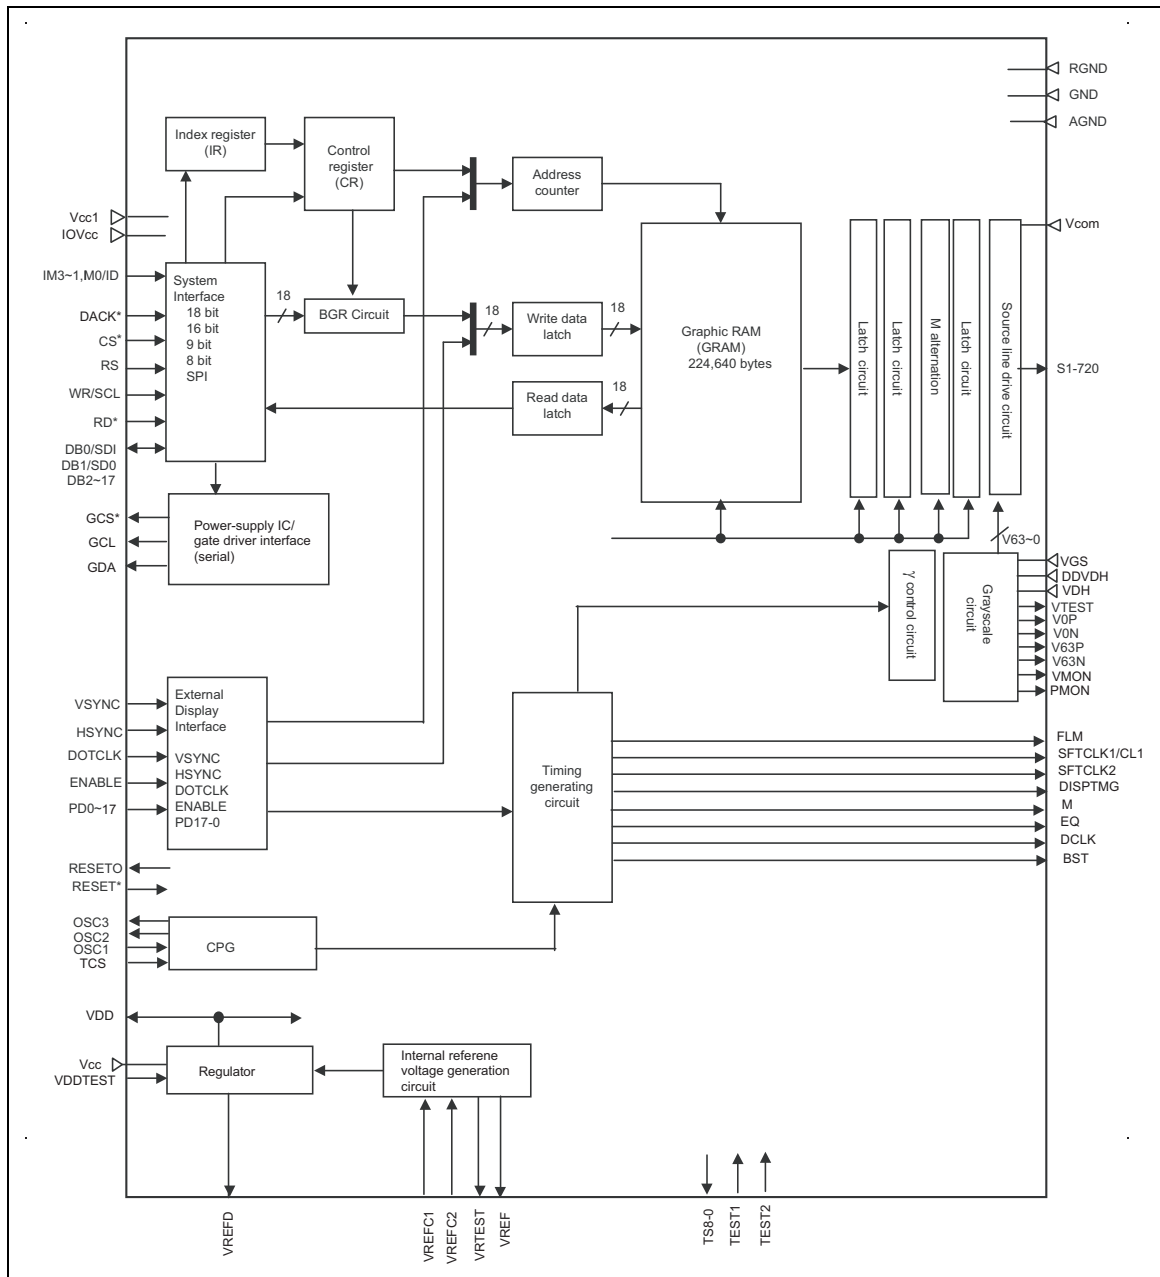 RGND
GND
AGND
Index register
(IR)
Control
register
(CR)
Address
counter
Vcc1
IOVcc
Vcom
IM3~1,M0/ID
DACK*
CS*
RS
WR/SCL
RD*
DB0/SDI
DB1/SD0
DB2~17
System
Interface
18 bit
16 bit
9 bit
8 bit
SPI
18
BGR Circuit
18
Write data
latch
18
Read data
latch
18
Graphic RAM
(GRAM)
224,640 bytes
Latch circuit
Latch circuit
M alternation
Latch circuit
Source line drive circuit
S1-720
GCS*
GCL
GDA
Power-supply IC/
gate driver interface
(serial)
V63~0
γ control circuit
Grayscale
circuit
VGS
DDVDH
VDH
VTEST
V0P
V0N
V63P
V63N
VMON
PMON
VSYNC
HSYNC
DOTCLK
ENABLE
PD0~17
External
Display
Interface
VSYNC
HSYNC
DOTCLK
ENABLE
PD17-0
Timing
generating
circuit
FLM
SFTCLK1/CL1
SFTCLK2
DISPTMG
M
EQ
DCLK
BST
RESETO
RESET*
OSC3
OSC2
OSC1
TCS
CPG
VDD
Vcc
VDDTEST
Regulator
Internal referene
voltage generation
circuit
VREFD
VREFC1
VREFC2
VRTEST
VREF
TS8-0
TEST1
TEST2